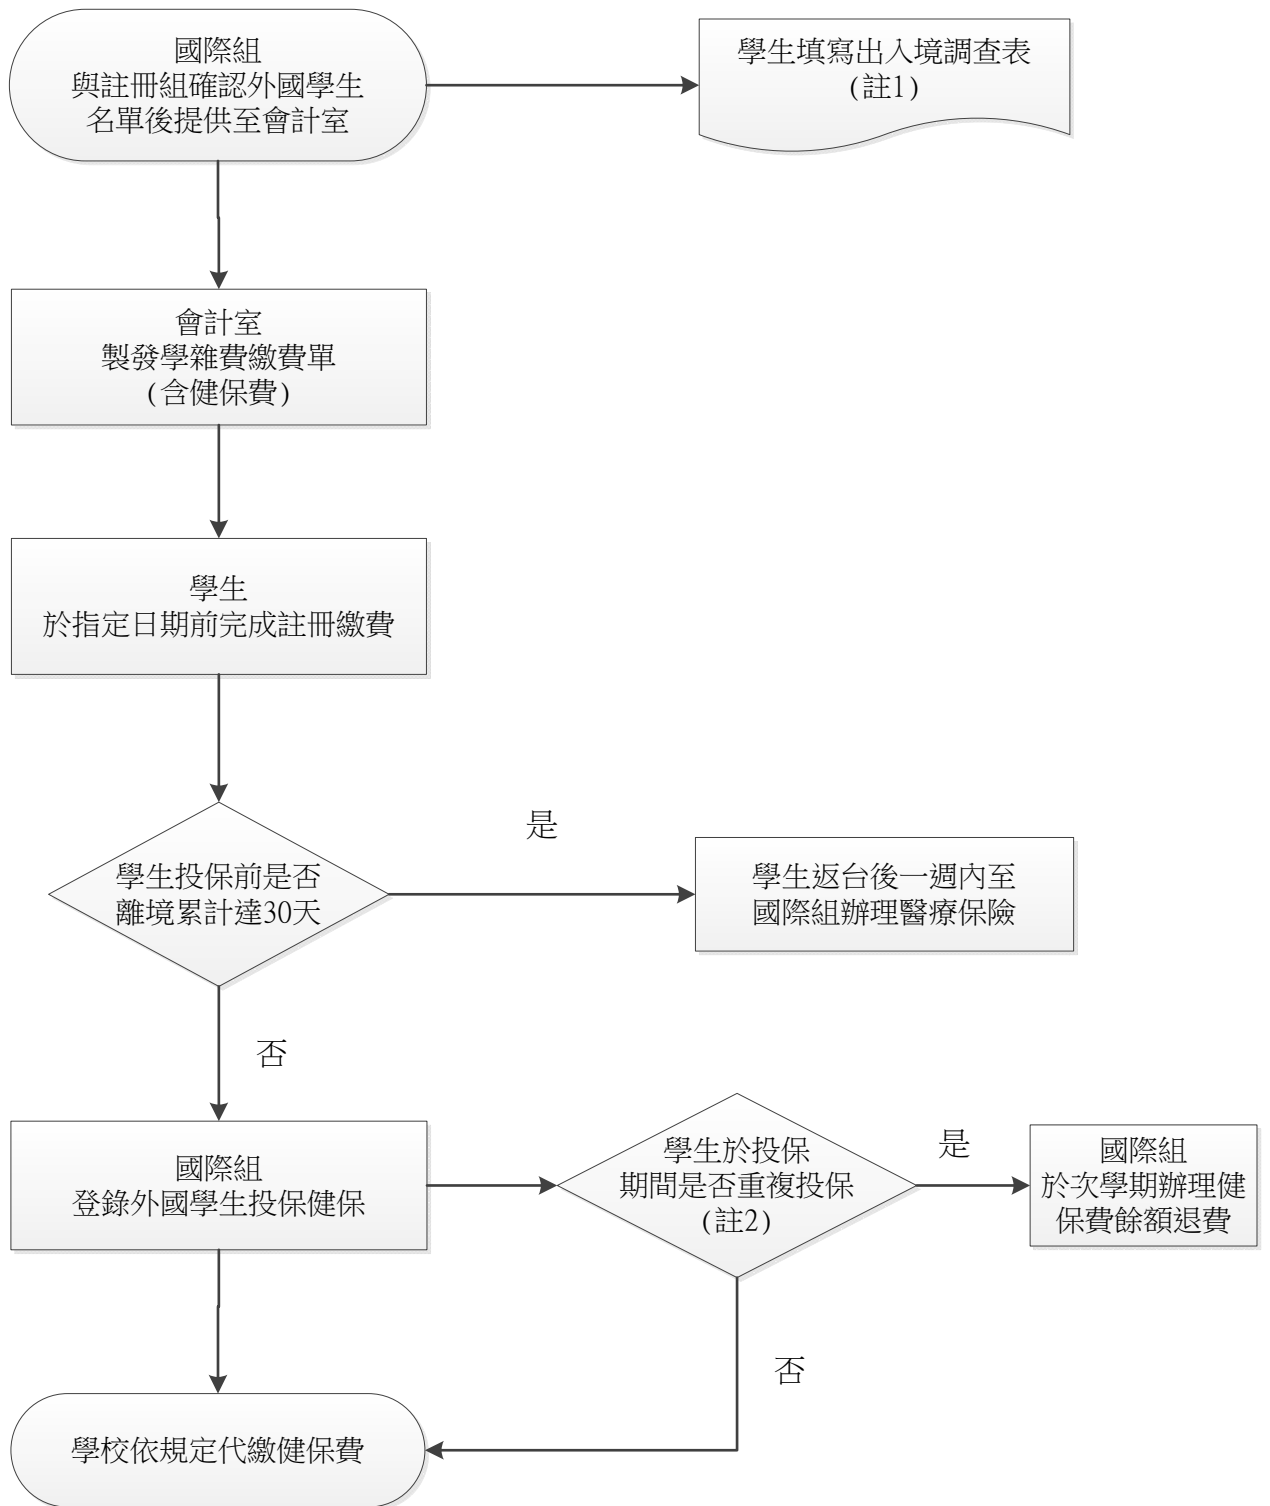 國際組
與註冊組確認外國學生
名單後提供至會計室
學生填寫出入境調查表
(註1)
會計室
製發學雜費繳費單
(含健保費)
學生
於指定日期前完成註冊繳費
學生投保前是否
離境累計達30天
是
學生返台後一週內至
國際組辦理醫療保險
否
國際組
登錄外國學生投保健保
學生於投保
期間是否重複投保
(註2)
是
國際組
於次學期辦理健
保費餘額退費
否
學校依規定代繳健保費